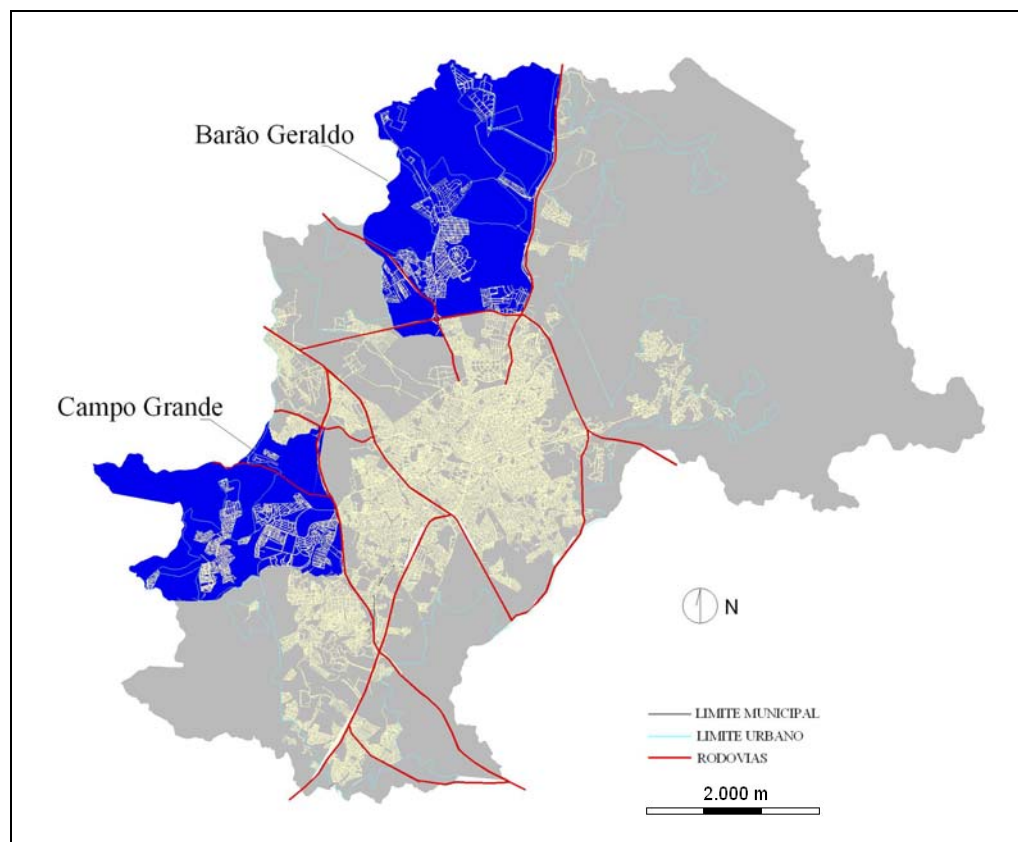 Barão Geraldo
Campo Grande
N
LIMITE MUNICIPAL
LIMITE URBANO
RODOVIAS
2.000 m